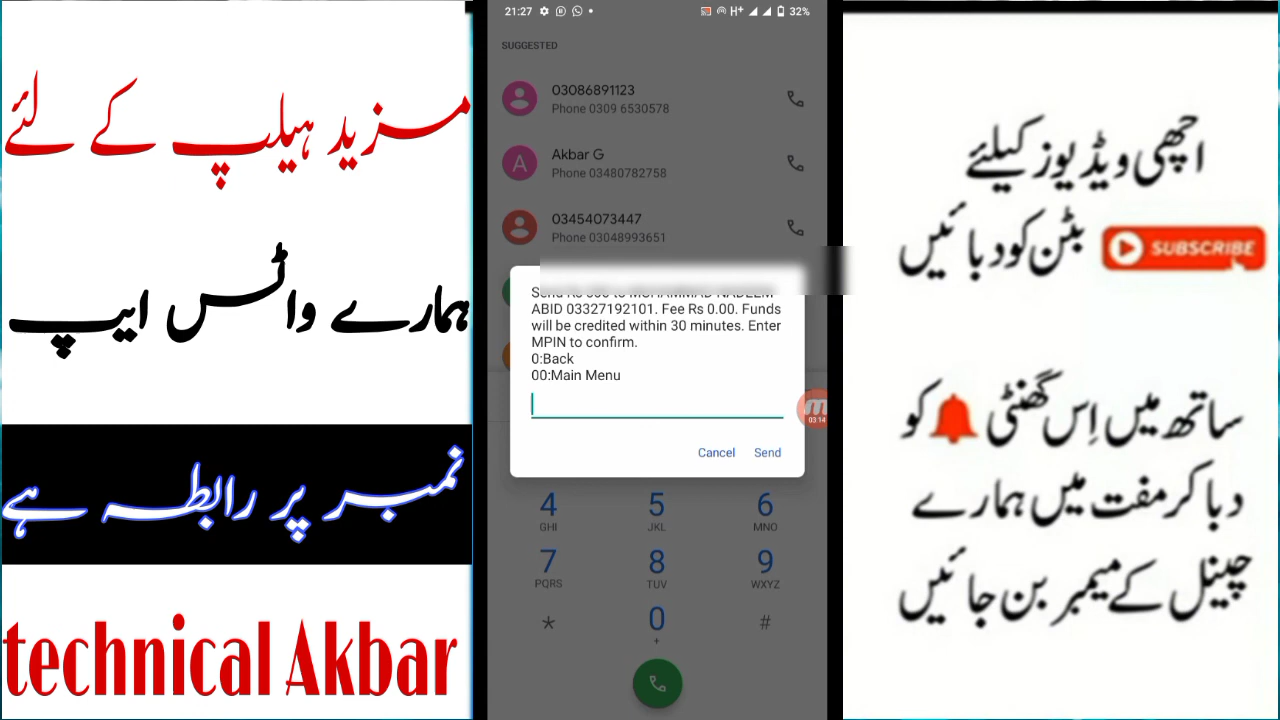 مزید ہیلپ کے لئے
ہمارے واٹس ایپ
نمبر پر رابطہ ہے
technical Akbar
21:27
H+
32%
SUGGESTED
03086891123
Phone 0309 6530578
A
Akbar G
Phone 03480782758
03454073447
Phone 03048993651
ABID 03327192101. Fee Rs 0.00. Funds
will be credited within 30 minutes. Enter
MPIN to confirm.
0:Back
00:Main Menu
03:14
Cancel Send
4 5 6
GHI JKL MNO
7 8 9
PQRS TUV WXYZ
* 0 #
+
اچھی ویڈیوز کیلئے
SUBSCRIBE بٹن کو دبائیں
ساتھ میں اِس گھنٹی کو
دبا کر مفت میں ہمارے
چینل کے میمبر بن جائیں